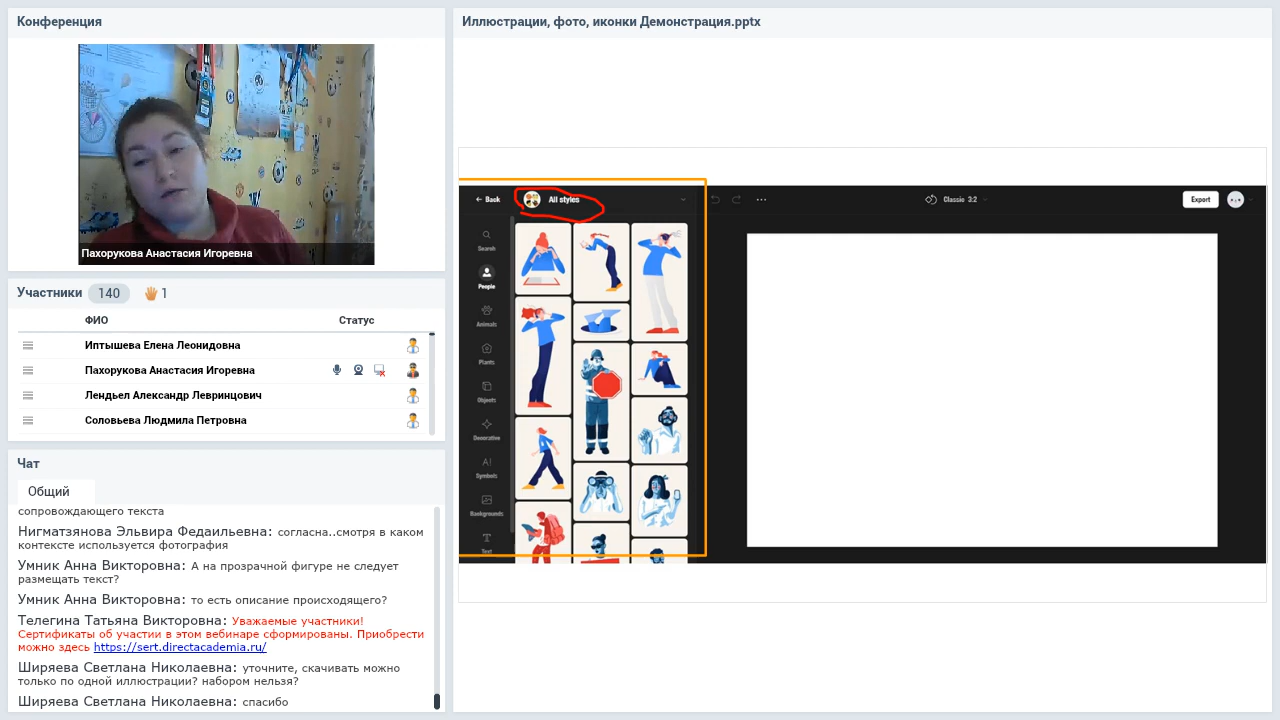 Конференция
Пахорукова Анастасия Игоревна
Участники 140 1
ФИО Статус
Иптышева Елена Леонидовна
Пахорукова Анастасия Игоревна
Лендьел Александр Левринцович
Соловьева Людмила Петровна
Чат
Общий
сопровождающего текста
Нигматзянова Эльвира Федаильевна: согласна..смотря в каком
контексте используется фотография
Умник Анна Викторовна: А на прозрачной фигуре не следует
размещать текст?
Умник Анна Викторовна: то есть описание происходящего?
Телегина Татьяна Викторовна: Уважаемые участники!
Сертификаты об участии в этом вебинаре сформированы. Приобрести
можно здесь https://sert.directacademia.ru/
Ширяева Светлана Николаевна: уточните, скачивать можно
только по одной иллюстрации? набором нельзя?
Ширяева Светлана Николаевна: спасибо
Иллюстрации, фото, иконки Демонстрация.pptx
Back All styles Classic 3:2 Export
Search
People
Animals
Plants
Objects
Decorative
Symbols
Backgrounds
Text